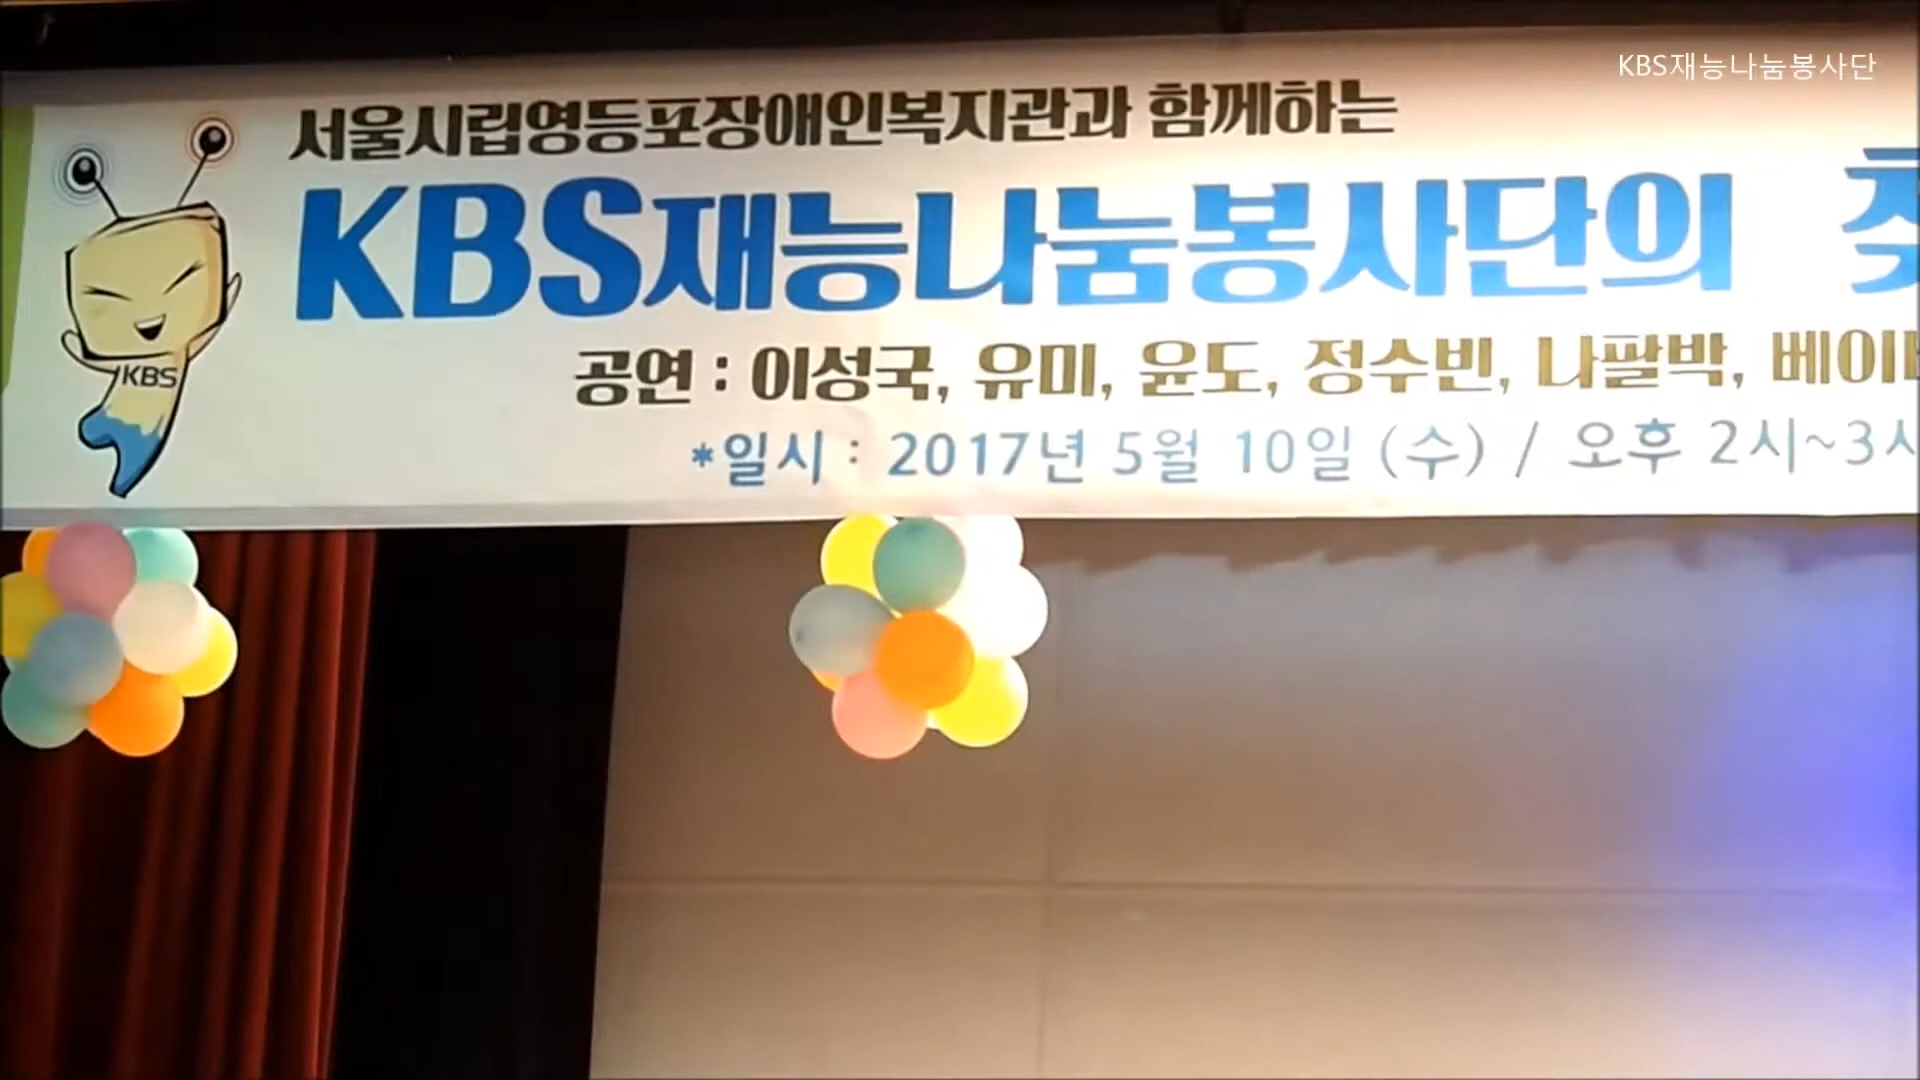 KBS재능나눔봉사단
서울시립영등포장애인복지관과 함께하는
KBS재능나눔봉사단의
공연 : 이성국, 유미, 윤도, 정수빈, 나팔박,
*일시 : 2017년 5월 10일 (수) / 오후 2시~3시
KBS